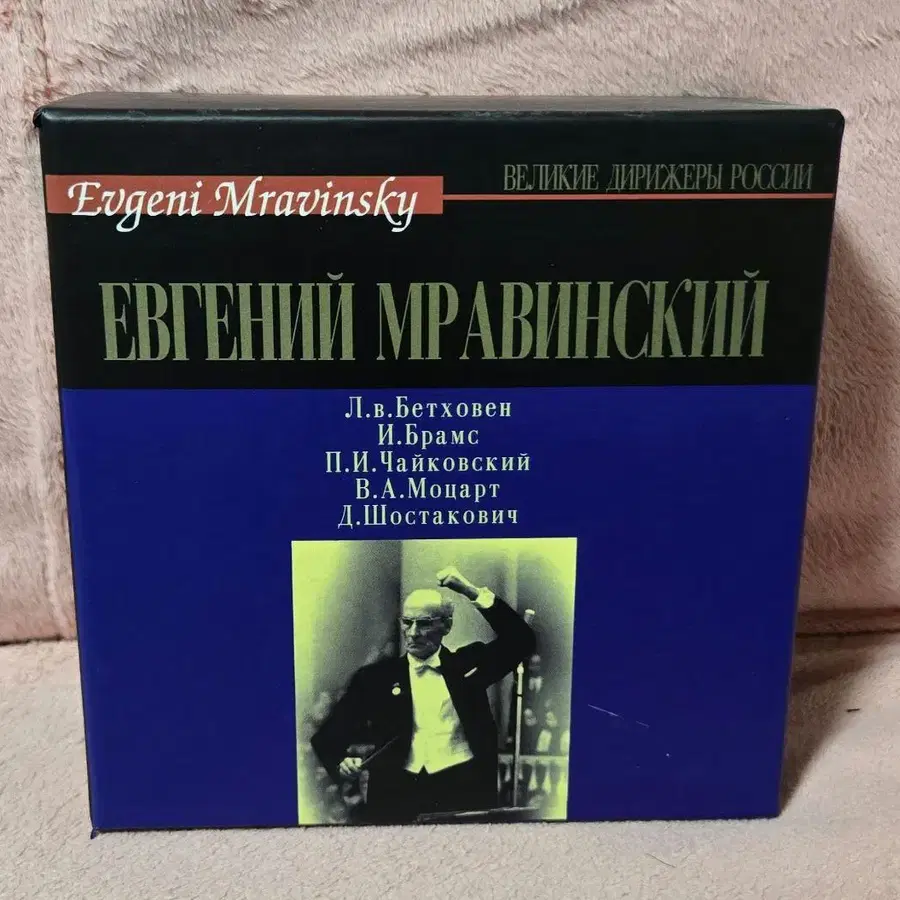 Evgeni Mravinsky
ВЕЛИКИЕ ДИРИЖЕРЫ РОССИИ
ЕВГЕНИЙ МРАВИНСКИЙ
Л.в.Бетховен
И.Брамс
П.И.Чайковский
В.А.Моцарт
Д.Шостакович